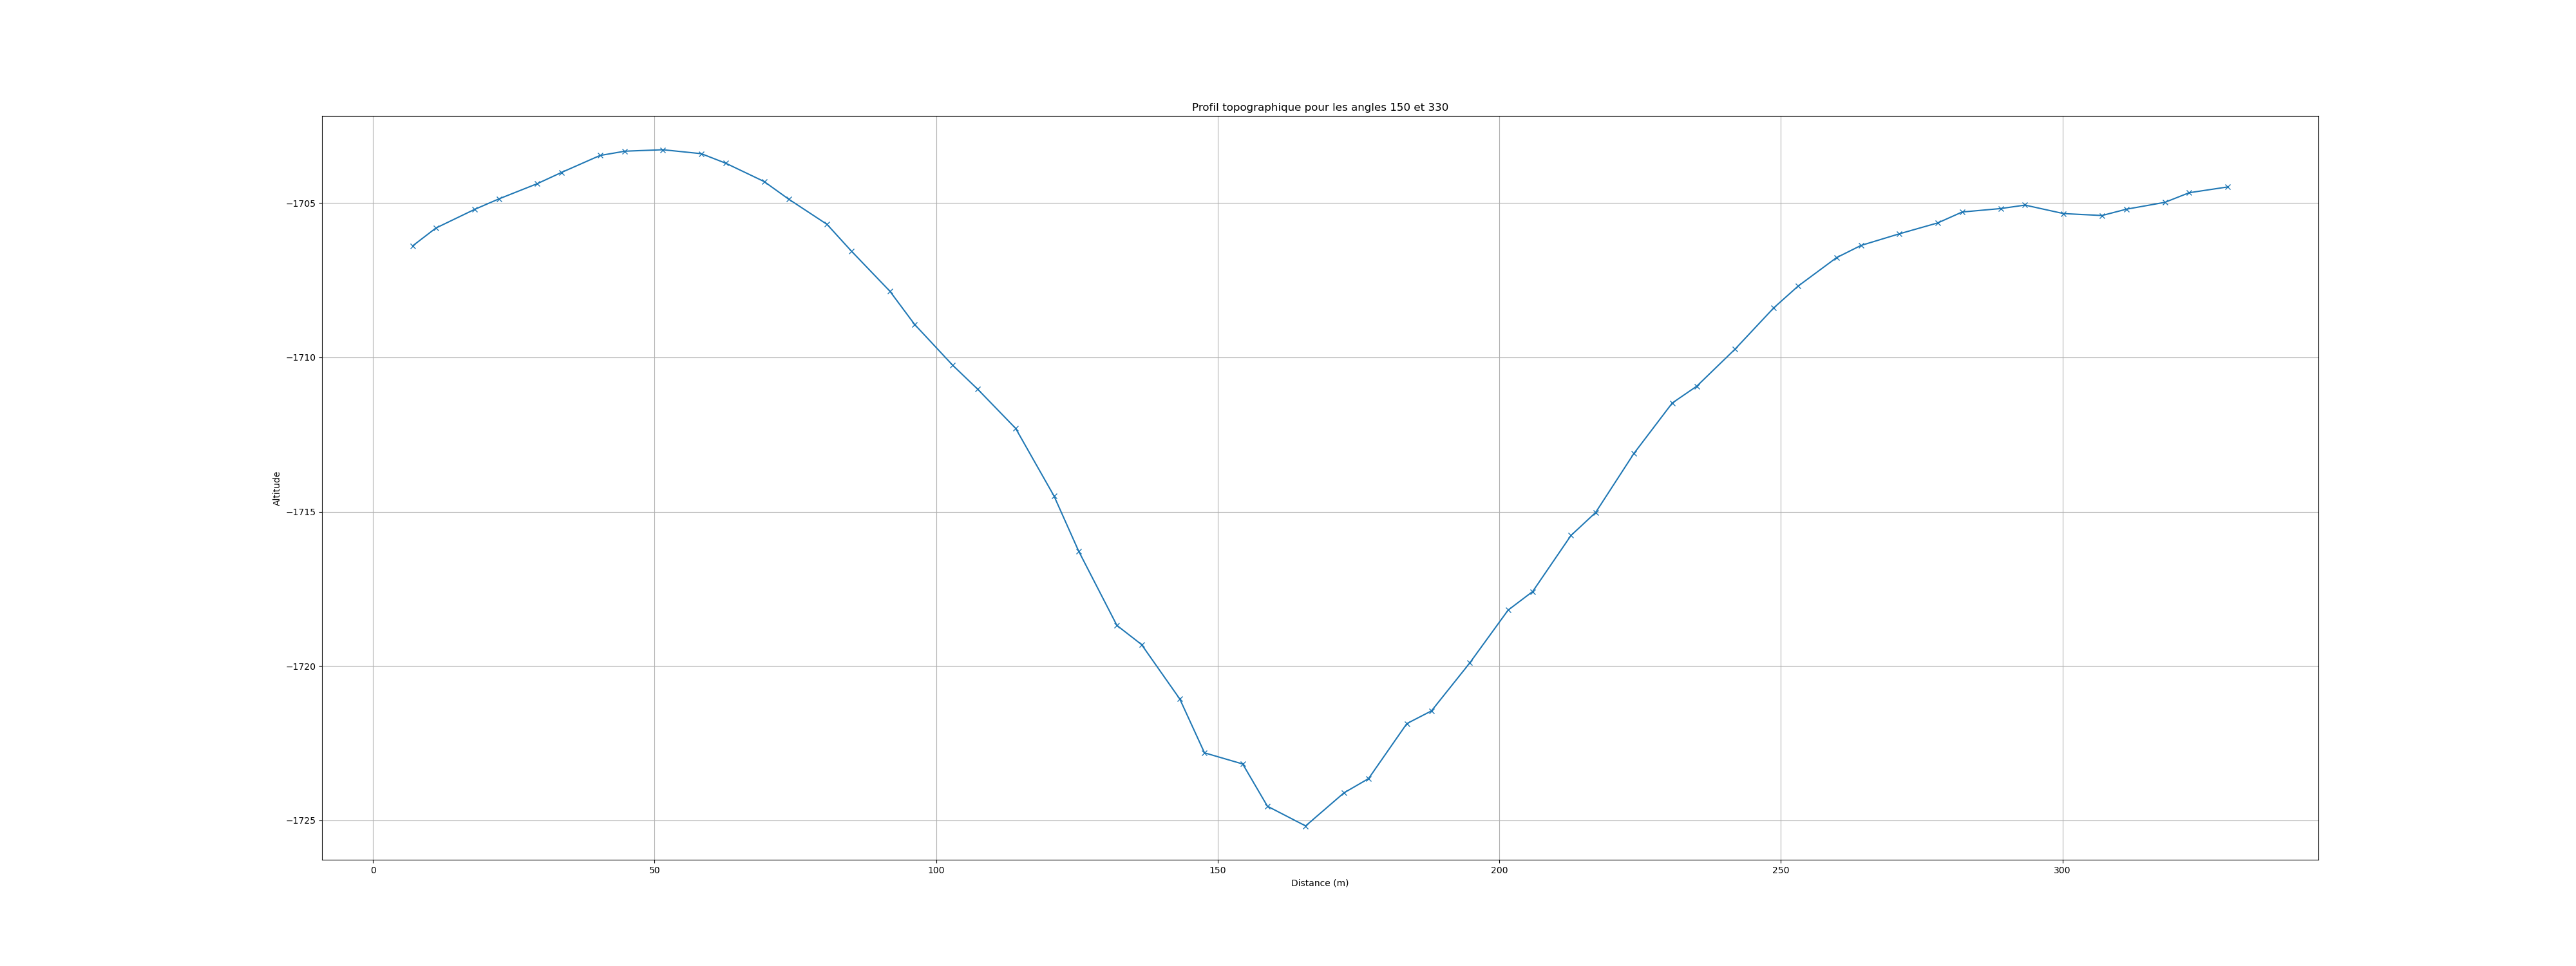 Profil topographique pour les angles 150 et 330
−1705
−1710
−1715
−1720
−1725
Altitude
0 50 100 150 200 250 300
Distance (m)